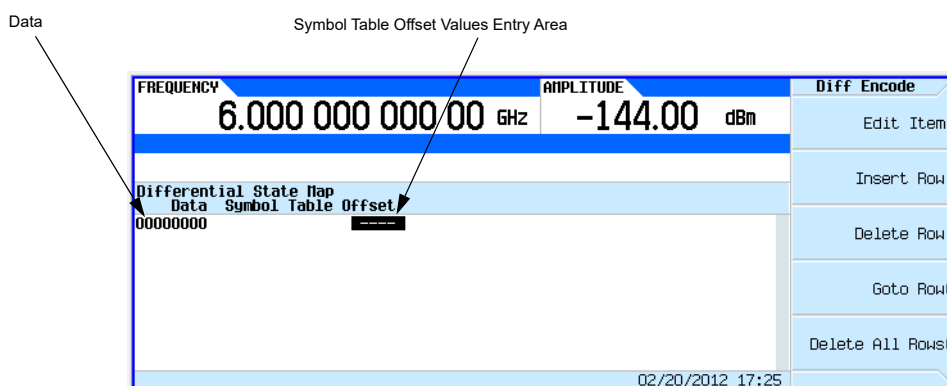 Data
Symbol Table Offset Values Entry Area
FREQUENCY
6.000 000 000 00 GHz
AMPLITUDE
-144.00 dBm
Differential State Map
Data Symbol Table Offset
00000000 ----
02/20/2012 17:25
Diff Encode
Edit Item
Insert Row
Delete Row
Goto Row
Delete All Rows